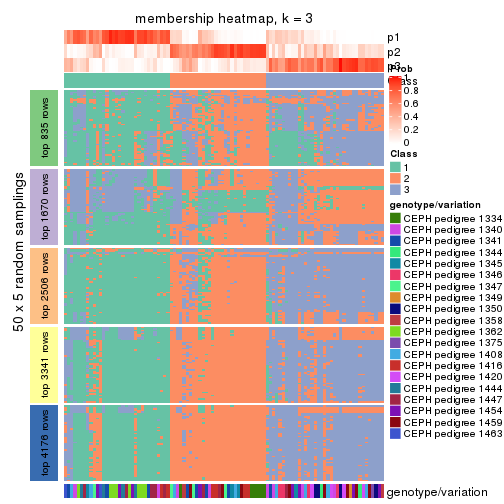 membership heatmap, k = 3
p1
p2
p3
Class
50 x 5 random samplings
top 835 rows
top 1670 rows
top 2506 rows
top 3341 rows
top 4176 rows
Prob
1
0.8
0.6
0.4
0.2
0
Class
1
2
3
genotype/variation
CEPH pedigree 1334
CEPH pedigree 1340
CEPH pedigree 1341
CEPH pedigree 1344
CEPH pedigree 1345
CEPH pedigree 1346
CEPH pedigree 1347
CEPH pedigree 1349
CEPH pedigree 1350
CEPH pedigree 1358
CEPH pedigree 1362
CEPH pedigree 1375
CEPH pedigree 1408
CEPH pedigree 1416
CEPH pedigree 1420
CEPH pedigree 1444
CEPH pedigree 1447
CEPH pedigree 1454
CEPH pedigree 1459
CEPH pedigree 1463
genotype/variation